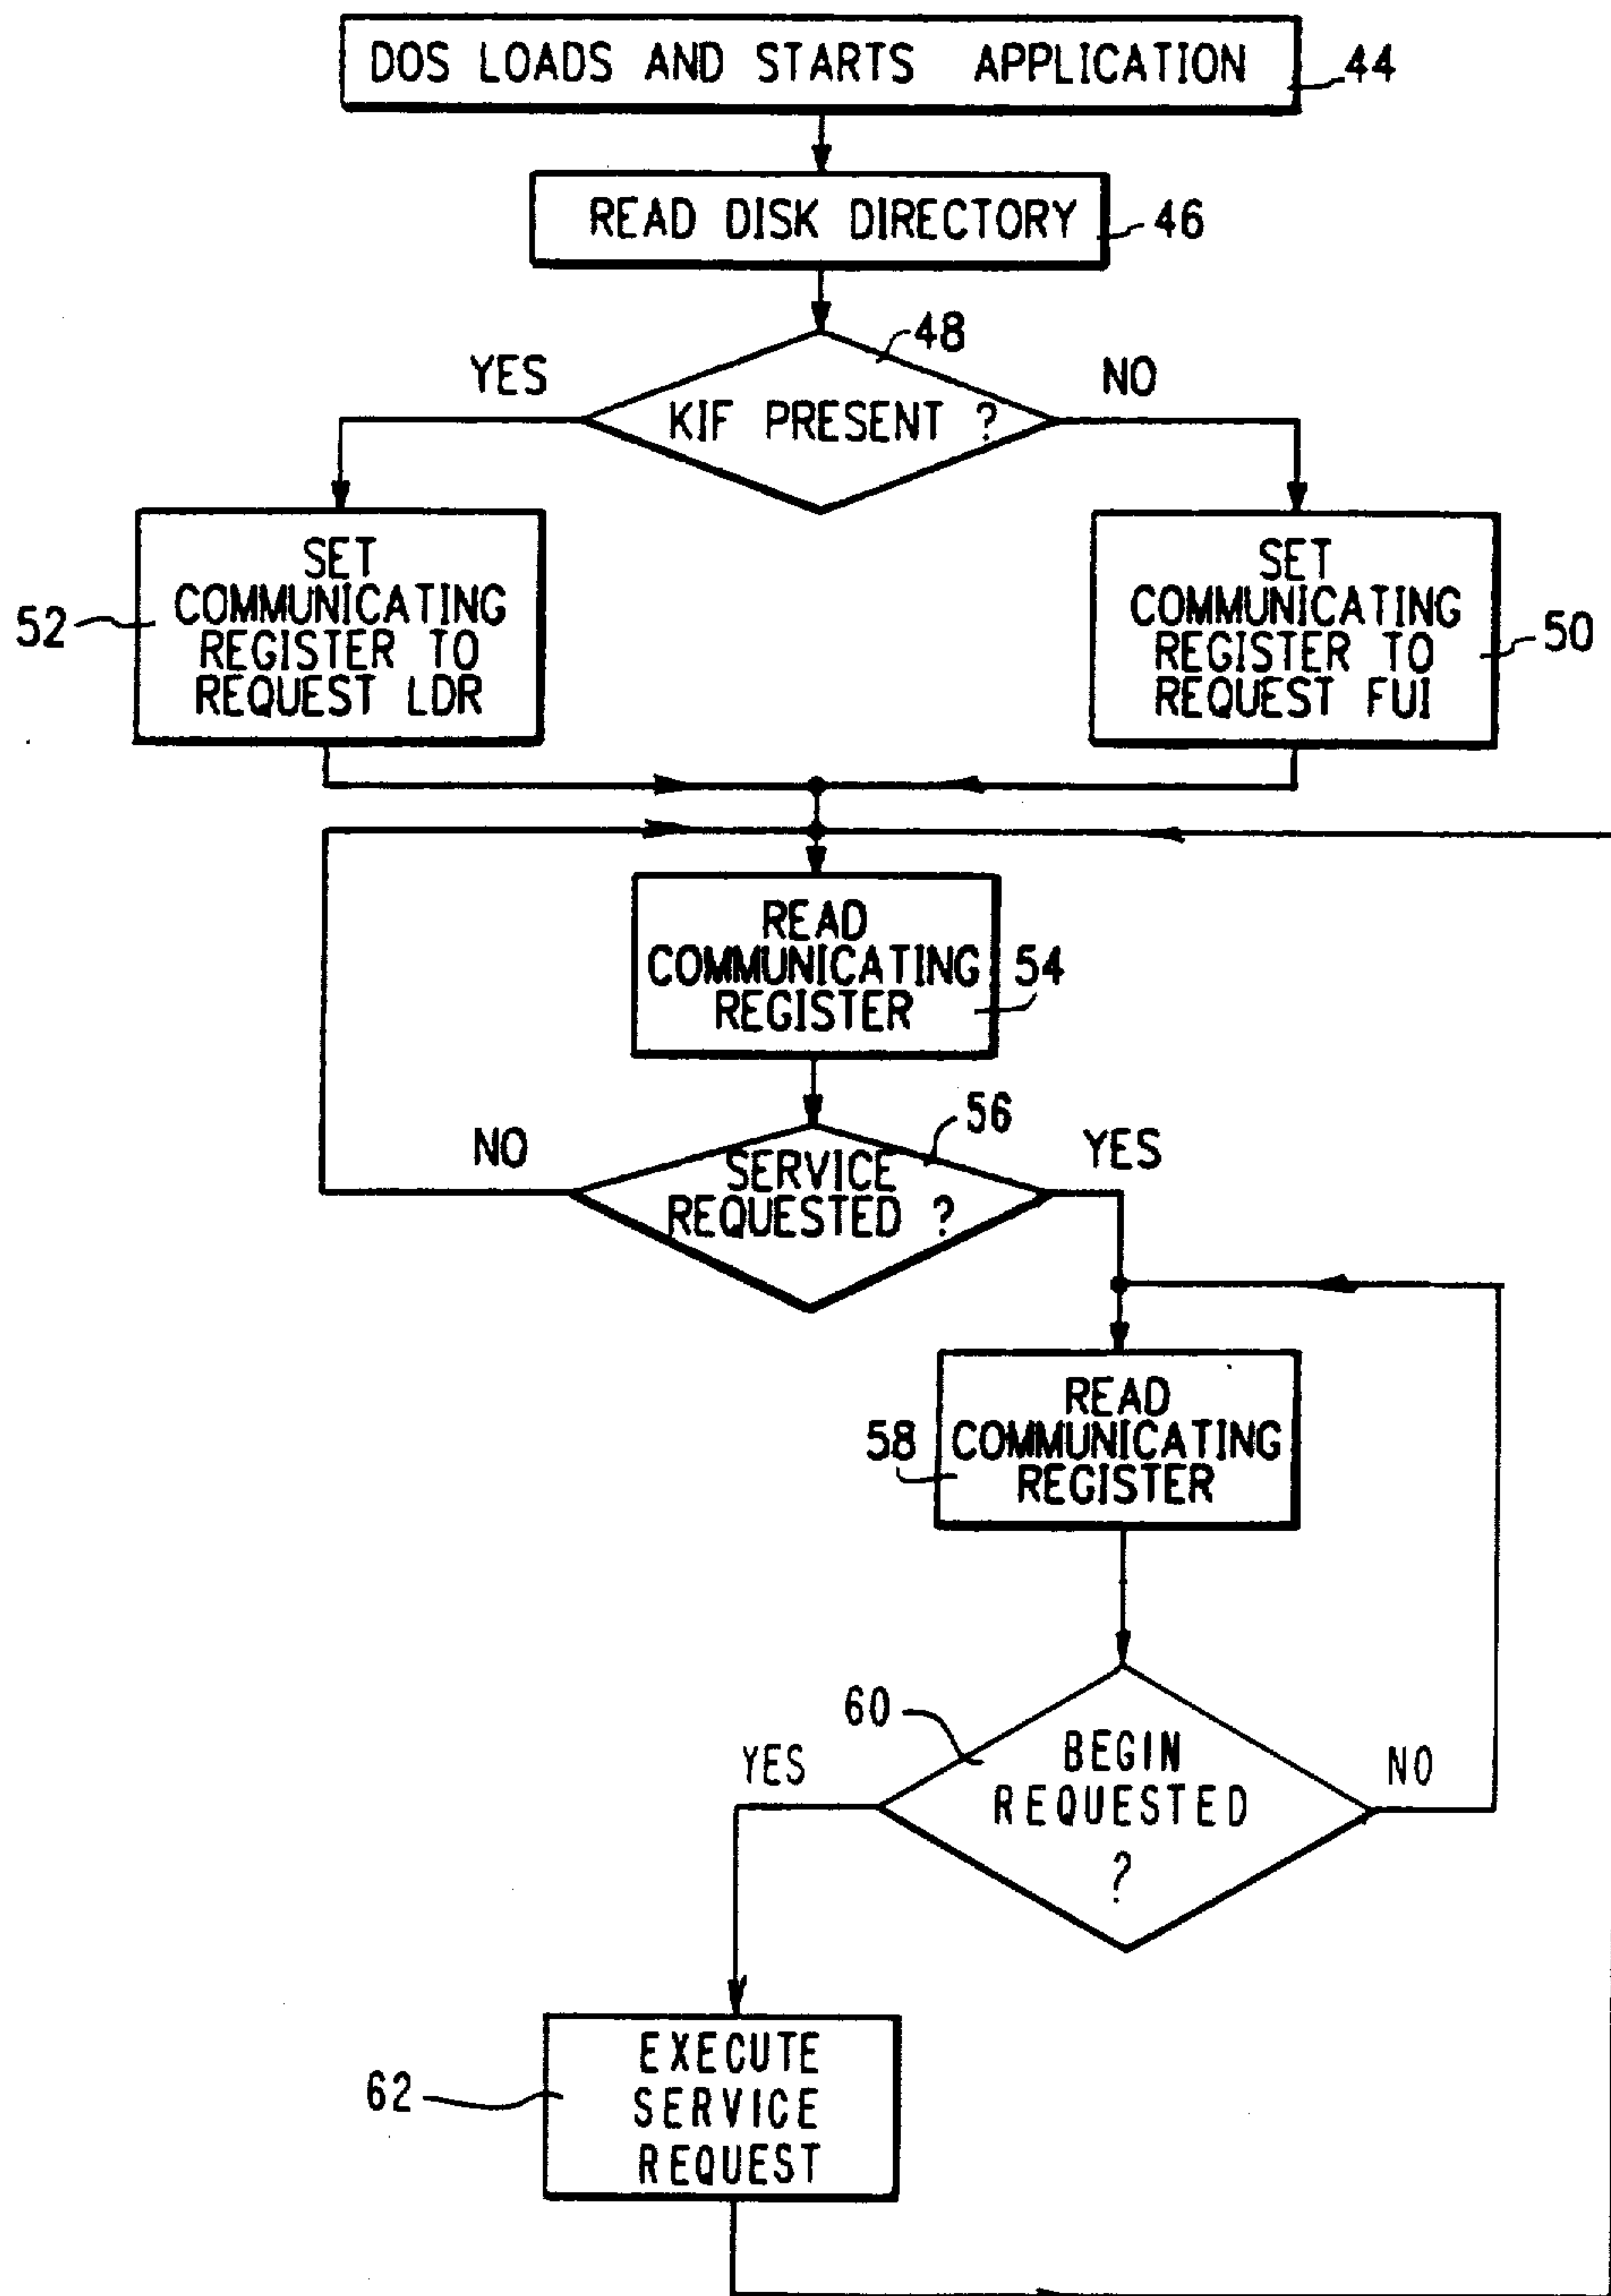 DOS LOADS AND STARTS APPLICATION
44
READ DISK DIRECTORY
46
48
YES
NO
KIF PRESENT ?
SET
COMMUNICATING
REGISTER TO
REQUEST LDR
52
SET
COMMUNICATING
REGISTER TO
REQUEST FUI
50
READ
COMMUNICATING
REGISTER
54
56
NO
YES
SERVICE
REQUESTED ?
READ
COMMUNICATING
REGISTER
58
60
YES
NO
BEGIN
REQUESTED
?
EXECUTE
SERVICE
REQUEST
62